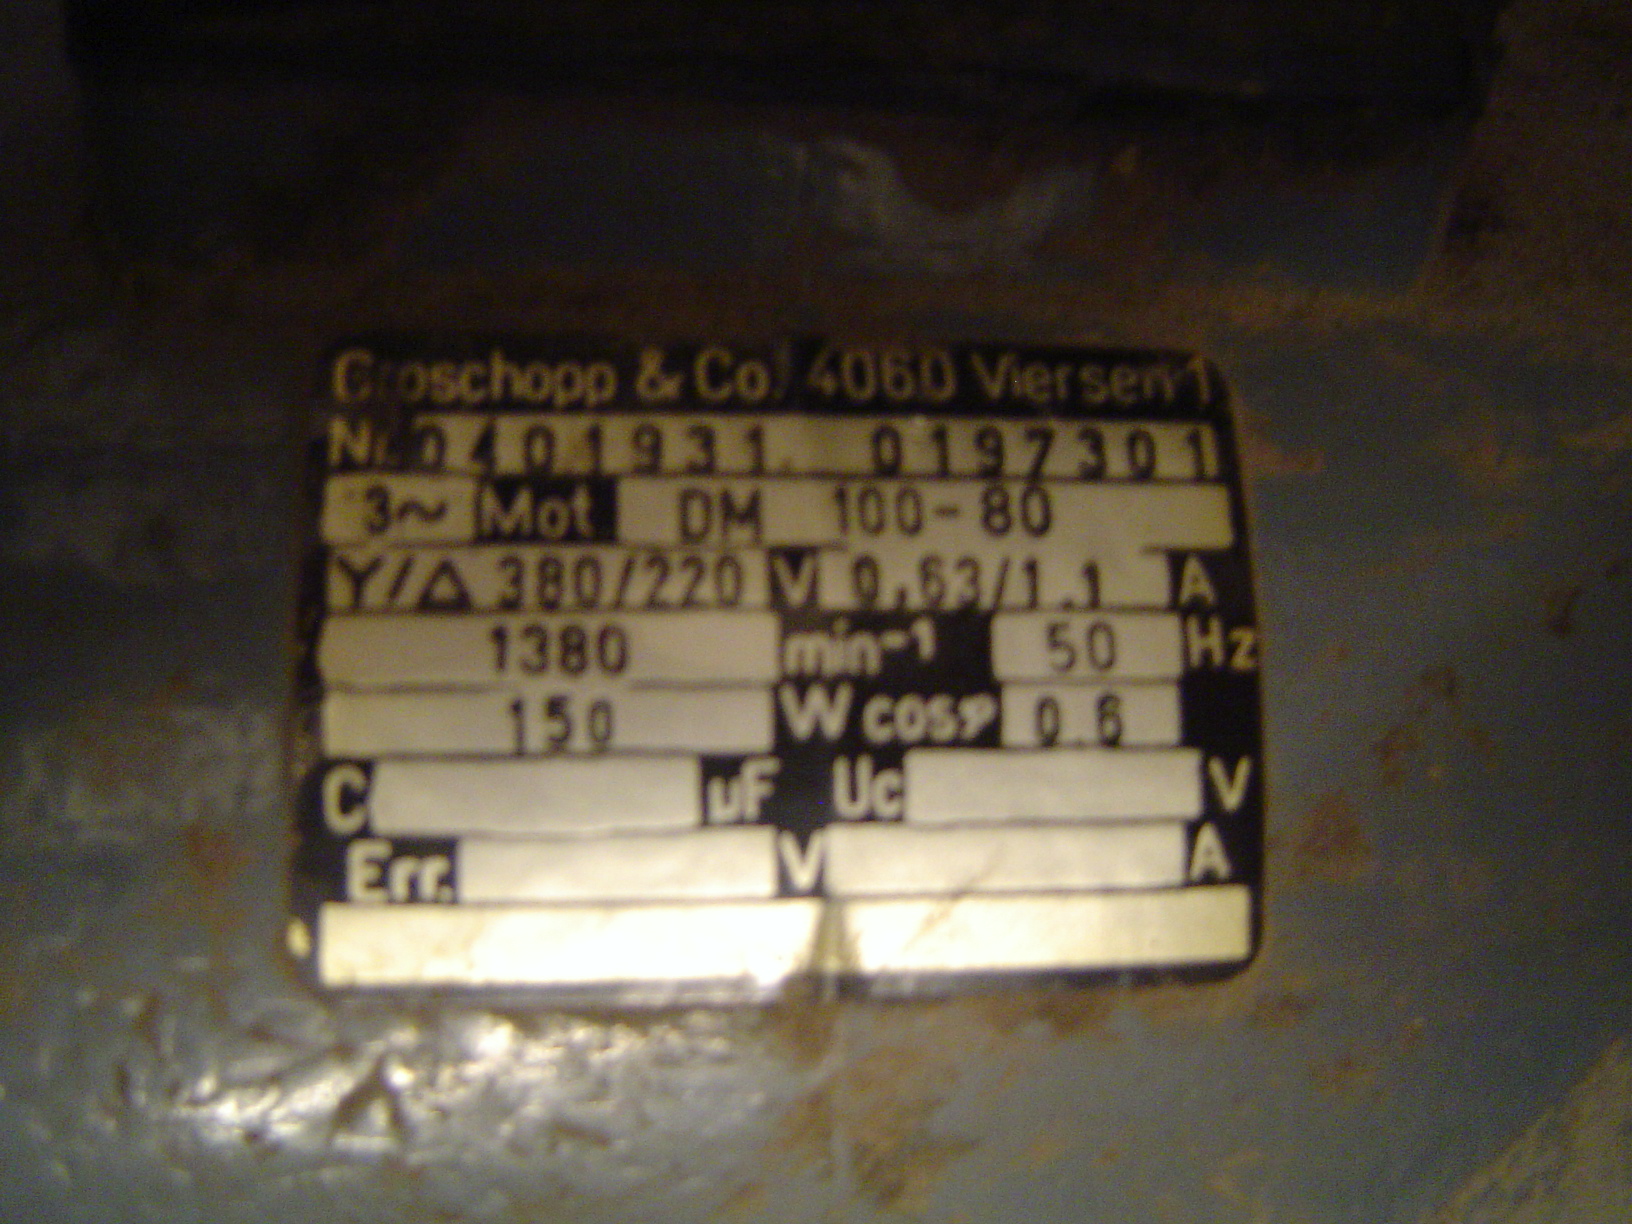 Groschopp & Co. 4060 Viersen 1
Nr. 0401931 0197301
3~ Mot DM 100-80
Y/Δ 380/220 V 0,63/1.1 A
1380 min-1 50 Hz
150 W cosφ 0.6
C µF Uc V
Err. V A